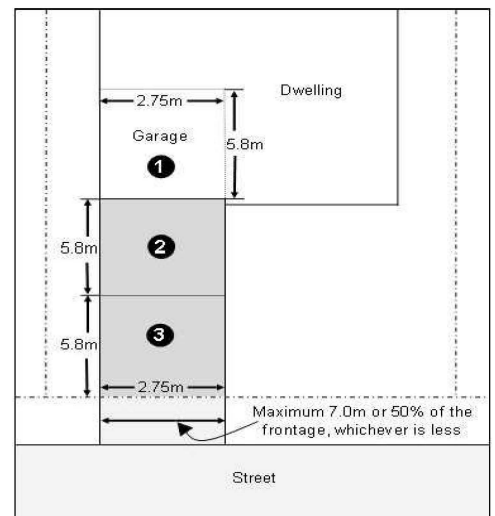 Dwelling
2.75m
Garage
5.8m
1
5.8m
2
5.8m
3
2.75m
Maximum 7.0m or 50% of the
frontage, whichever is less
Street